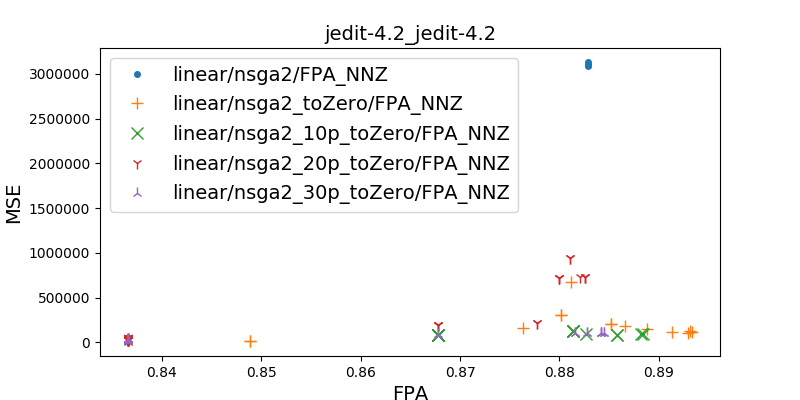 jedit-4.2_jedit-4.2
linear/nsga2/FPA_NNZ
linear/nsga2_toZero/FPA_NNZ
linear/nsga2_10p_toZero/FPA_NNZ
linear/nsga2_20p_toZero/FPA_NNZ
linear/nsga2_30p_toZero/FPA_NNZ
MSE
3000000
2500000
2000000
1500000
1000000
500000
0
0.84 0.85 0.86 0.87 0.88 0.89
FPA